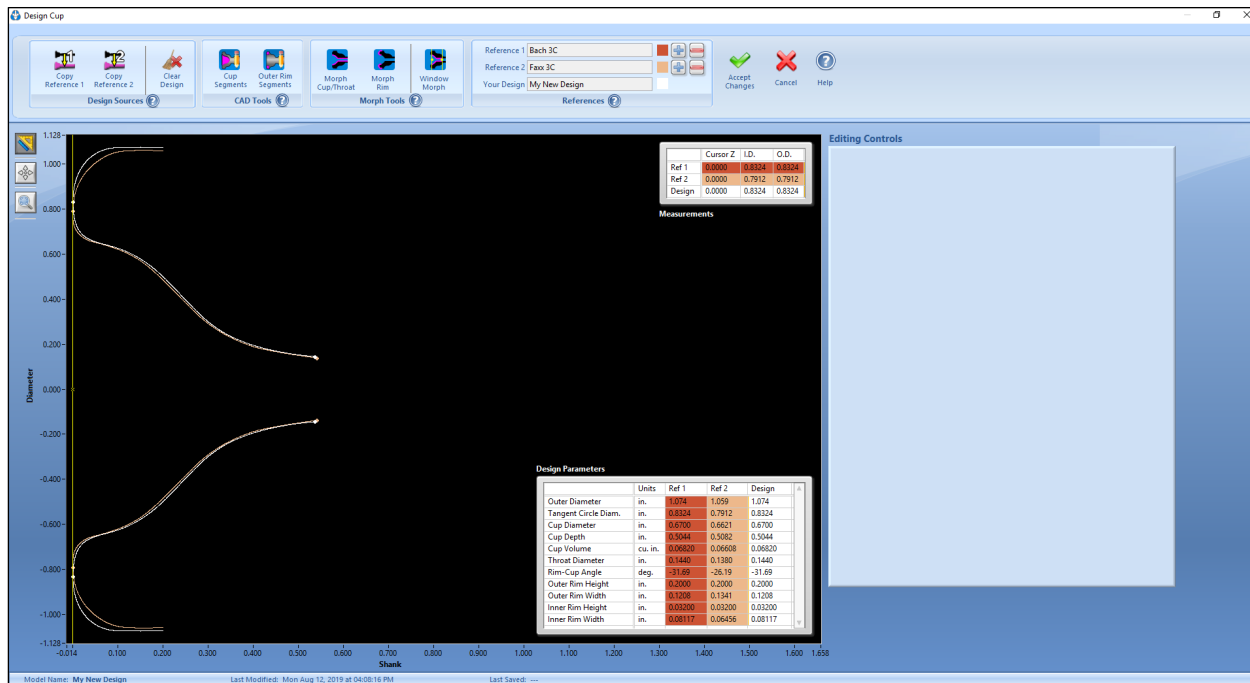 Design Cup
Copy Reference 1
Copy Reference 2
Clear Design
Design Sources
Cup Segments
Outer Rim Segments
CAD Tools
Morph Cup/Throat
Morph Rim
Window Morph
Morph Tools
Reference 1 Bach 3C
Reference 2 Faxx 3C
Your Design My New Design
References
Accept Changes
Cancel
Help
Editing Controls
1.128
1.000
0.800
0.600
0.400
0.200
0.000
-0.200
-0.400
-0.600
-0.800
-1.000
-1.128
Diameter
Cursor Z I.D. O.D.
Ref 1 0.0000 0.8324 0.8324
Ref 2 0.0000 0.7912 0.7912
Design 0.0000 0.8324 0.8324
Measurements
Design Parameters
Units Ref 1 Ref 2 Design
Outer Diameter in. 1.074 1.059 1.074
Tangent Circle Diam. in. 0.8324 0.7912 0.8324
Cup Diameter in. 0.6700 0.6621 0.6700
Cup Depth in. 0.5044 0.5082 0.5044
Cup Volume cu. in. 0.06820 0.06608 0.06820
Throat Diameter in. 0.1440 0.1380 0.1440
Rim-Cup Angle deg. -31.69 -26.19 -31.69
Outer Rim Height in. 0.2000 0.2000 0.2000
Outer Rim Width in. 0.1208 0.1341 0.1208
Inner Rim Height in. 0.03200 0.03200 0.03200
Inner Rim Width in. 0.08117 0.06456 0.08117
-0.014 0.100 0.200 0.300 0.400 0.500 0.600 0.700 0.800 0.900 1.000 1.100 1.200 1.300 1.400 1.500 1.600 1.658
Shank
Model Name: My New Design Last Modified: Mon Aug 12, 2019 at 04:08:16 PM Last Saved: ---